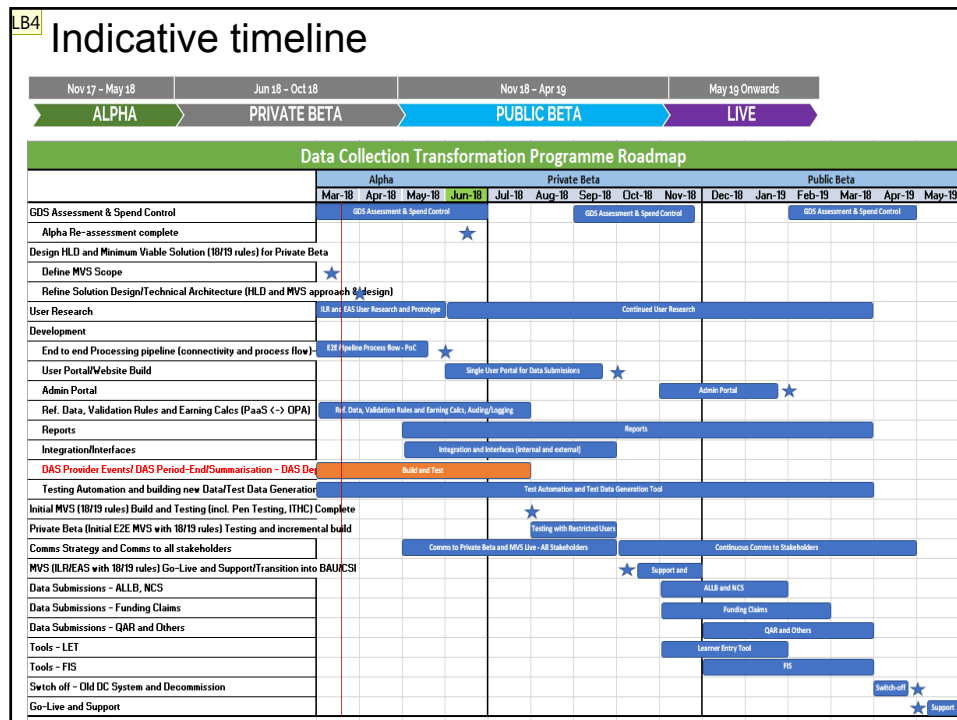 LB4
Indicative timeline
Nov 17 – May 18 Jun 18 – Oct 18 Nov 18 – Apr 19 May 19 Onwards
ALPHA PRIVATE BETA PUBLIC BETA LIVE
Data Collection Transformation Programme Roadmap
Alpha Private Beta Public Beta
Mar-18 Apr-18 May-18 Jun-18 Jul-18 Aug-18 Sep-18 Oct-18 Nov-18 Dec-18 Jan-19 Feb-19 Mar-18 Apr-19 May-19
GDS Assessment & Spend Control GDS Assessment & Spend Control GDS Assessment & Spend Control GDS Assessment & Spend Control
Alpha Re-assessment complete
Design HLD and Minimum Viable Solution (18/19 rules) for Private Beta
Define MVS Scope
Refine Solution Design/Technical Architecture (HLD and MVS approach & design)
User Research ILR and EAS User Research and Prototype Continued User Research
Development
End to end Processing pipeline (connectivity and process flow)- E2E Pipeline Process flow - PoC
User Portal/Website Build Single User Portal for Data Submissions
Admin Portal Admin Portal
Ref. Data, Validation Rules and Earning Calcs (PaaS <-> OPA) Ref. Data, Validation Rules and Earning Calcs, Auding/Logging
Reports Reports
Integration/Interfaces Integration and Interfaces (internal and external)
DAS Provider Events/ DAS Period-End/Summarisation - DAS De Build and Test
Testing Automation and building new Data/Test Data Generation Test Automation and Test Data Generation Tool
Initial MVS (18/19 rules) Build and Testing (incl. Pen Testing, ITHC) Complete
Private Beta (Initial E2E MVS with 18/19 rules) Testing and incremental build Testing with Restricted Users
Comms Strategy and Comms to all stakeholders Comms to Private Beta and MVS Live - All Stakeholders Continuous Comms to Stakeholders
MVS (ILR/EAS with 18/19 rules) Go-Live and Support/Transition into BAU/CSI Support and
Data Submissions - ALLB, NCS ALLB and NCS
Data Submissions - Funding Claims Funding Claims
Data Submissions - QAR and Others QAR and Others
Tools - LET Learner Entry Tool
Tools - FIS FIS
Swtch off - Old DC System and Decommission Switch-off
Go-Live and Support Support